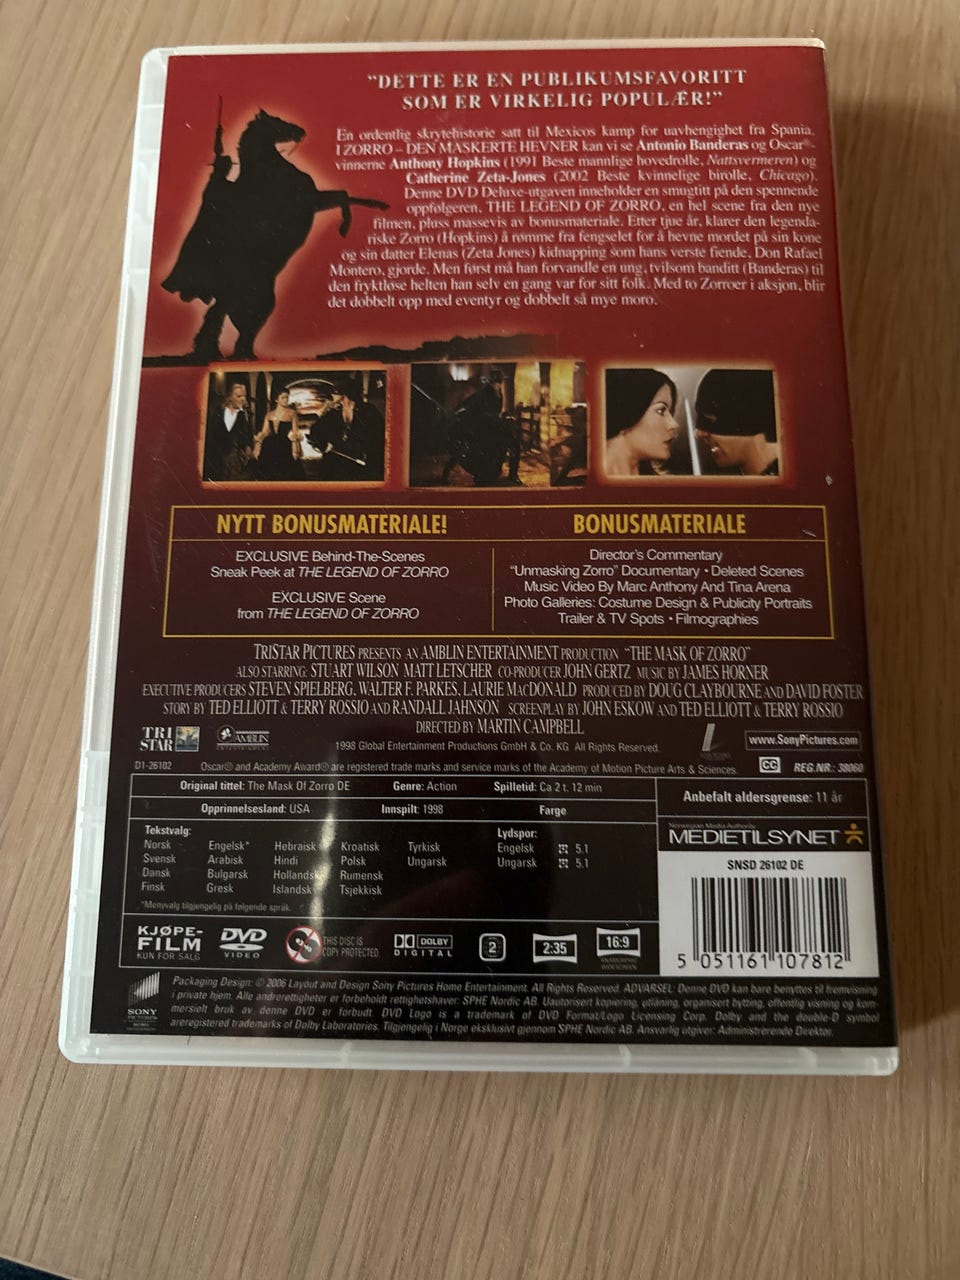 ”DETTE ER EN PUBLIKUMSFAVORITT
SOM ER VIRKELIG POPULÆR!”
En ordentlig skrytehistorie satt til Mexicos kamp for uavhengighet fra Spania.
I ZORRO – DEN MASKERTE HEVNER kan vi se Antonio Banderas og Oscar®-
vinnerne Anthony Hopkins (1991 Beste mannlige hovedrolle, Nattsvermeren) og
Catherine Zeta-Jones (2002 Beste kvinnelige birolle, Chicago).
Denne DVD Deluxe-utgaven inneholder en smugtitt på den spennende
oppfølgeren, THE LEGEND OF ZORRO, en hel scene fra den nye
filmen, pluss massevis av bonusmateriale. Etter tjue år, klarer den legenda-
riske Zorro (Hopkins) å rømme fra fengselet for å hevne mordet på sin kone
og sin datter Elenas (Zeta Jones) kidnapping som hans verste fiende, Don Rafael
Montero, gjorde. Men først må han forvandle en ung, tvilsom banditt (Banderas) til
den fryktløse helten han selv en gang var for sitt folk. Med to Zorroer i aksjon, blir
det dobbelt opp med eventyr og dobbelt så mye moro.
NYTT BONUSMATERIALE!
EXCLUSIVE Behind-The-Scenes
Sneak Peek at THE LEGEND OF ZORRO
EXCLUSIVE Scene
from THE LEGEND OF ZORRO
BONUSMATERIALE
Director's Commentary
"Unmasking Zorro" Documentary • Deleted Scenes
Music Video By Marc Anthony And Tina Arena
Photo Galleries: Costume Design & Publicity Portraits
Trailer & TV Spots • Filmographies
TRISTAR PICTURES PRESENTS AN AMBLIN ENTERTAINMENT PRODUCTION "THE MASK OF ZORRO"
ALSO STARRING: STUART WILSON MATT LETSCHER CO-PRODUCER JOHN GERTZ MUSIC BY JAMES HORNER
EXECUTIVE PRODUCERS STEVEN SPIELBERG, WALTER F. PARKES, LAURIE MACDONALD PRODUCED BY DOUG CLAYBOURNE AND DAVID FOSTER
STORY BY TED ELLIOTT & TERRY ROSSIO AND RANDALL JAHNSON SCREENPLAY BY JOHN ESKOW AND TED ELLIOTT & TERRY ROSSIO
DIRECTED BY MARTIN CAMPBELL
TRI
STAR
AMBLIN
ENTERTAINMENT
1998 Global Entertainment Productions GmbH & Co. KG All Rights Reserved.
www.SonyPictures.com
D1-26102
Oscar® and Academy Award® are registered trade marks and service marks of the Academy of Motion Picture Arts & Sciences.
CC
REG.NR.: 38060
Original tittel: The Mask Of Zorro DE
Genre: Action
Spilletid: Ca 2 t. 12 min
Opprinnelsesland: USA
Innspilt: 1998
Farge
Anbefalt aldersgrense: 11 år
Norwegian Media Authority
MEDIETILSYNET
Tekstvalg:
Norsk Engelsk* Hebraisk Kroatisk Tyrkisk
Svensk Arabisk Hindi Polsk Ungarsk
Dansk Bulgarsk Hollandsk Rumensk
Finsk Gresk Islandsk Tsjekkisk
*Menyvalg tilgjengelig på følgende språk.
Lydspor:
Engelsk 5.1
Ungarsk 5.1
SNSD 26102 DE
5 051161 107812
KJØPE-
FILM
KUN FOR SALG
DVD
VIDEO
THIS DISC IS
COPY PROTECTED
DOLBY
DIGITAL
2
2:35
16:9
ANAMORPHIC
WIDESCREEN
SONY
PICTURES
Packaging Design: © 2006 Layout and Design Sony Pictures Home Entertainment. All Rights Reserved. ADVARSEL: Denne DVD kan bare benyttes til fremvisning
i private hjem. Alle andrerettigheter er forbeholdt rettighetshaver: SPHE Nordic AB. Uautorisert kopiering, utlåning, organisert bytting, offentlig visning og kom-
mersielt bruk av denne DVD er forbudt. DVD Logo is a trademark of DVD Format/Logo Licensing Corp. Dolby and the double-D symbol
areregistered trademarks of Dolby Laboratories. Tilgjengelig i Norge eksklusivt gjennom SPHE Nordic AB. Ansvarlig utgiver: Administrerende Direktør.